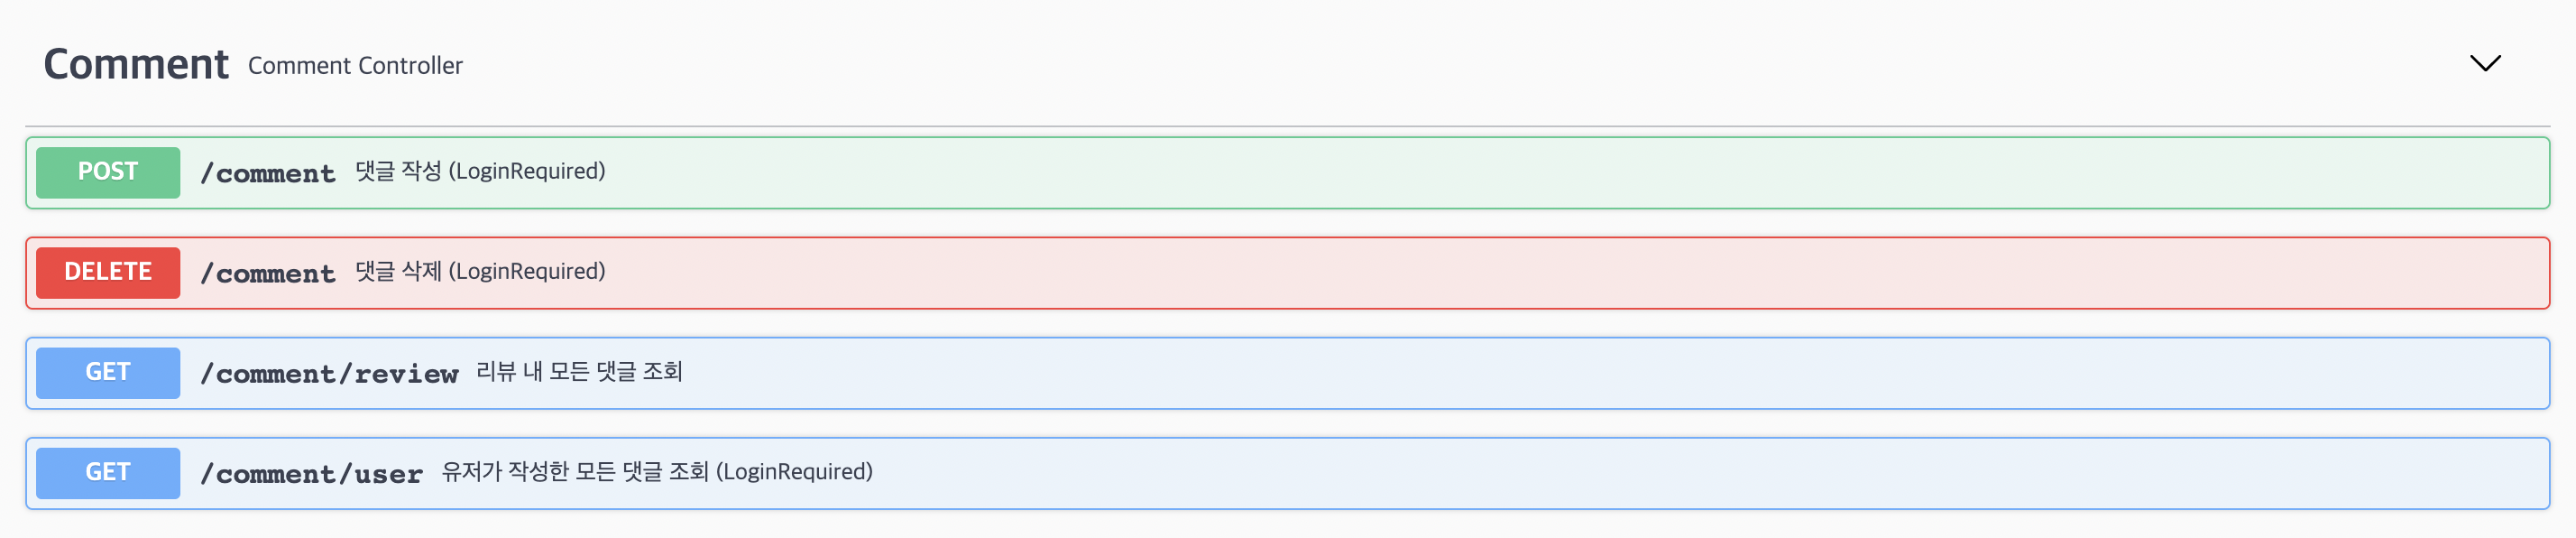 Comment Comment Controller
POST /comment 댓글 작성 (LoginRequired)
DELETE /comment 댓글 삭제 (LoginRequired)
GET /comment/review 리뷰 내 모든 댓글 조회
GET /comment/user 유저가 작성한 모든 댓글 조회 (LoginRequired)